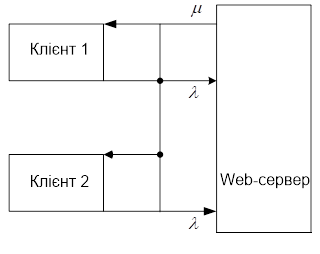 μ
Клієнт 1
λ
Клієнт 2
Web-сервер
λ